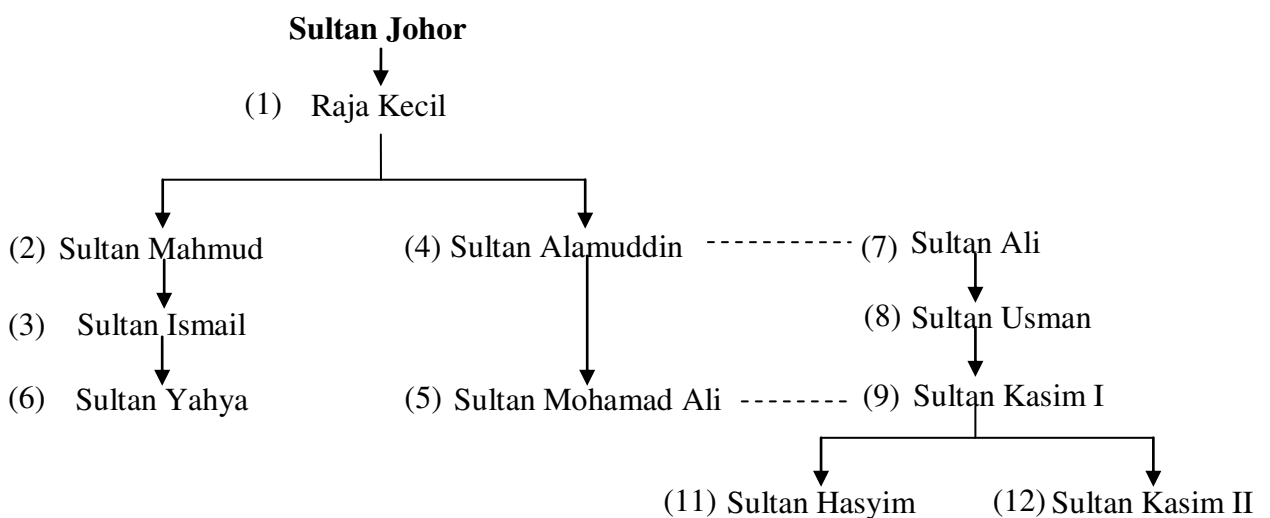 Sultan Johor
(1) Raja Kecil
(2) Sultan Mahmud (4) Sultan Alamuddin (7) Sultan Ali
(3) Sultan Ismail (8) Sultan Usman
(6) Sultan Yahya (5) Sultan Mohamad Ali (9) Sultan Kasim I
(11) Sultan Hasyim (12) Sultan Kasim II